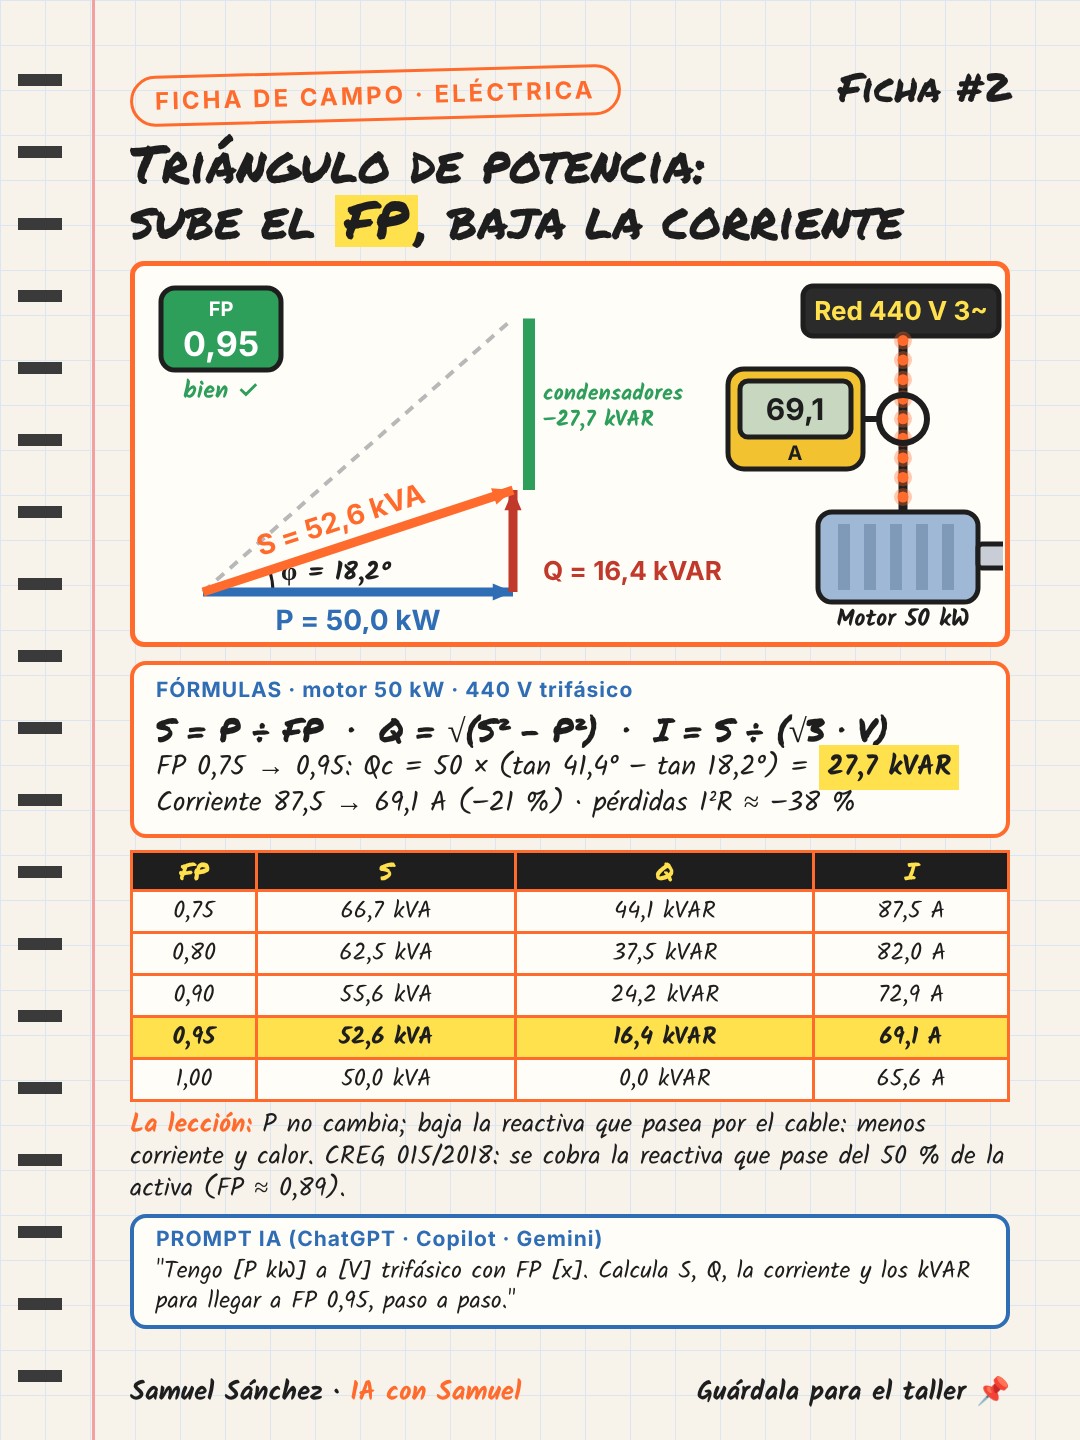 FICHA DE CAMPO · ELÉCTRICA
FICHA #2
TRIÁNGULO DE POTENCIA:
SUBE EL FP, BAJA LA CORRIENTE
FP
0,95
bien ✓
condensadores
−27,7 kVAR
S = 52,6 kVA
φ = 18,2°
P = 50,0 kW
Q = 16,4 kVAR
Red 440 V 3~
69,1
A
Motor 50 kW
FÓRMULAS · motor 50 kW · 440 V trifásico
S = P ÷ FP · Q = √(S² − P²) · I = S ÷ (√3 · V)
FP 0,75 → 0,95: Qc = 50 × (tan 41,4° − tan 18,2°) = 27,7 kVAR
Corriente 87,5 → 69,1 A (−21 %) · pérdidas I²R ≈ −38 %
FP S Q I
0,75 66,7 kVA 44,1 kVAR 87,5 A
0,80 62,5 kVA 37,5 kVAR 82,0 A
0,90 55,6 kVA 24,2 kVAR 72,9 A
0,95 52,6 kVA 16,4 kVAR 69,1 A
1,00 50,0 kVA 0,0 kVAR 65,6 A
La lección: P no cambia; baja la reactiva que pasea por el cable: menos
corriente y calor. CREG 015/2018: se cobra la reactiva que pase del 50 % de la
activa (FP ≈ 0,89).
PROMPT IA (ChatGPT · Copilot · Gemini)
"Tengo [P kW] a [V] trifásico con FP [x]. Calcula S, Q, la corriente y los kVAR
para llegar a FP 0,95, paso a paso."
Samuel Sánchez · IA con Samuel
Guárdala para el taller 📌